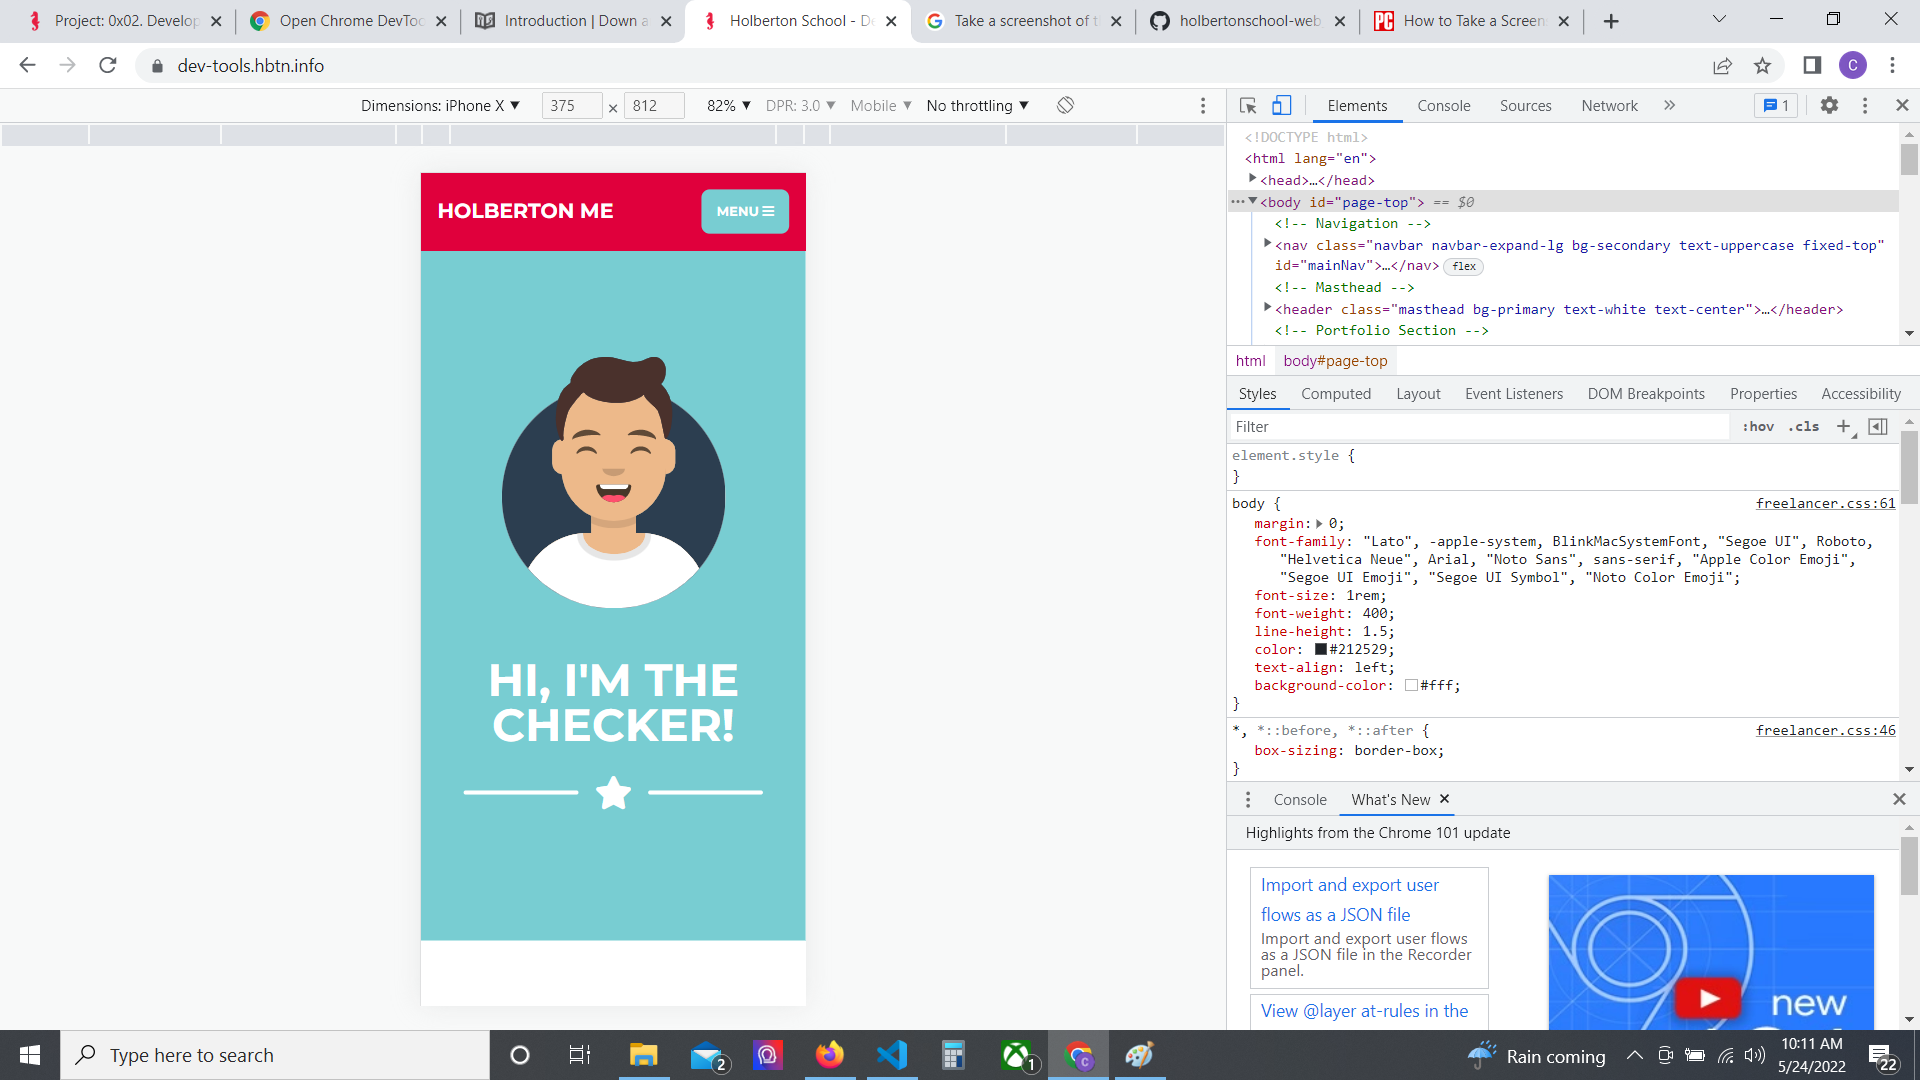 Project: 0x02. Develop
Open Chrome DevToo
Introduction | Down a
Holberton School - De
Take a screenshot of t
holbertonschool-web
How to Take a Screen
dev-tools.hbtn.info
C
Dimensions: iPhone X ▼ 375 × 812 82% ▼ DPR: 3.0 ▼ Mobile ▼ No throttling ▼
HOLBERTON ME
MENU
HI, I'M THE
CHECKER!
Elements Console Sources Network » 1
<!DOCTYPE html>
<html lang="en">
<head>…</head>
<body id="page-top"> == $0
<!-- Navigation -->
<nav class="navbar navbar-expand-lg bg-secondary text-uppercase fixed-top"
id="mainNav">…</nav> flex
<!-- Masthead -->
<header class="masthead bg-primary text-white text-center">…</header>
<!-- Portfolio Section -->
html body#page-top
Styles Computed Layout Event Listeners DOM Breakpoints Properties Accessibility
Filter :hov .cls
element.style {
}
body { freelancer.css:61
margin: 0;
font-family: "Lato", -apple-system, BlinkMacSystemFont, "Segoe UI", Roboto,
"Helvetica Neue", Arial, "Noto Sans", sans-serif, "Apple Color Emoji",
"Segoe UI Emoji", "Segoe UI Symbol", "Noto Color Emoji";
font-size: 1rem;
font-weight: 400;
line-height: 1.5;
color: #212529;
text-align: left;
background-color: #fff;
}
*, *::before, *::after { freelancer.css:46
box-sizing: border-box;
}
Console What's New
Highlights from the Chrome 101 update
Import and export user
flows as a JSON file
Import and export user flows
as a JSON file in the Recorder
panel.
View @layer at-rules in the
new
Type here to search
2
1
C
Rain coming
10:11 AM
5/24/2022
22